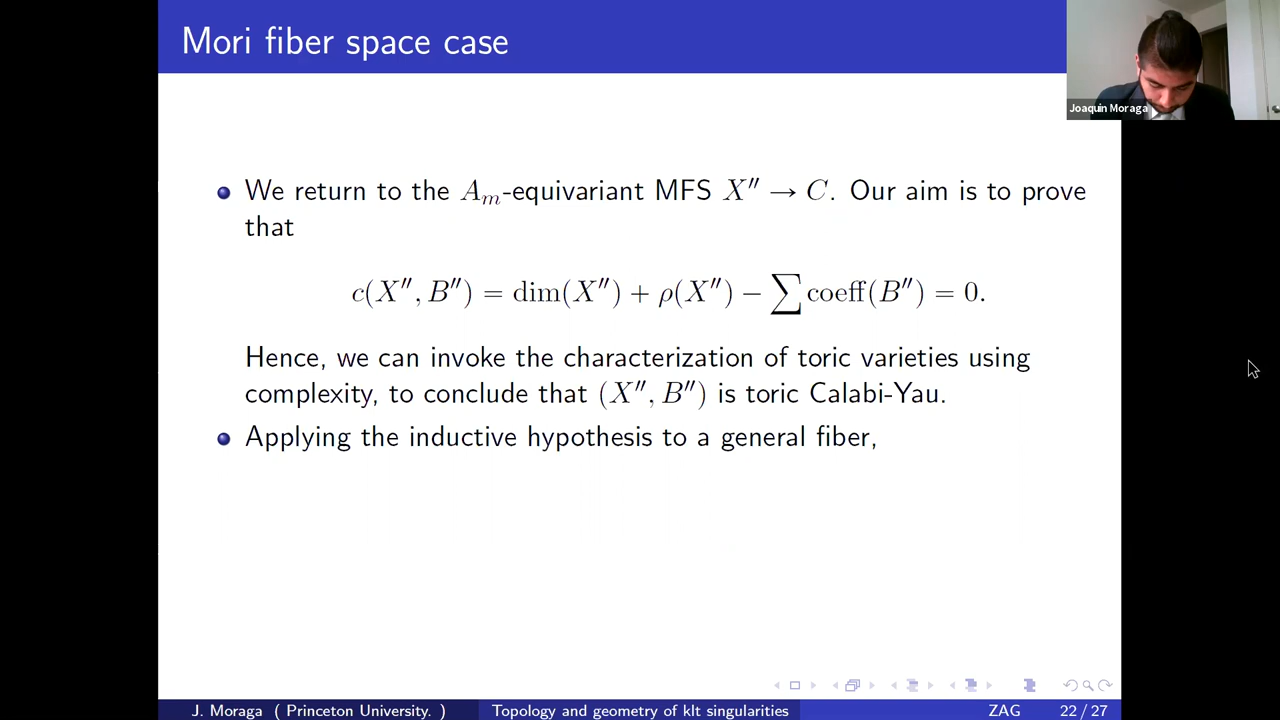 Mori fiber space case
Joaquin Moraga
We return to the A_m-equivariant MFS X″ → C. Our aim is to prove
that
c(X″, B″) = dim(X″) + ρ(X″) − ∑ coeff(B″) = 0.
Hence, we can invoke the characterization of toric varieties using
complexity, to conclude that (X″, B″) is toric Calabi-Yau.
Applying the inductive hypothesis to a general fiber,
J. Moraga ( Princeton University. )
Topology and geometry of klt singularities
ZAG
22 / 27